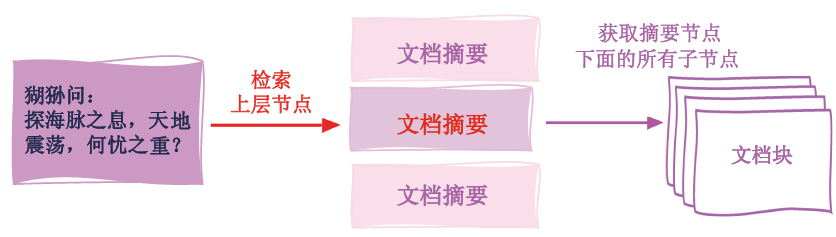 猢狲问：
探海脉之息，天地
震荡，何忧之重？
检索
上层节点
文档摘要
文档摘要
文档摘要
获取摘要节点
下面的所有子节点
文档块